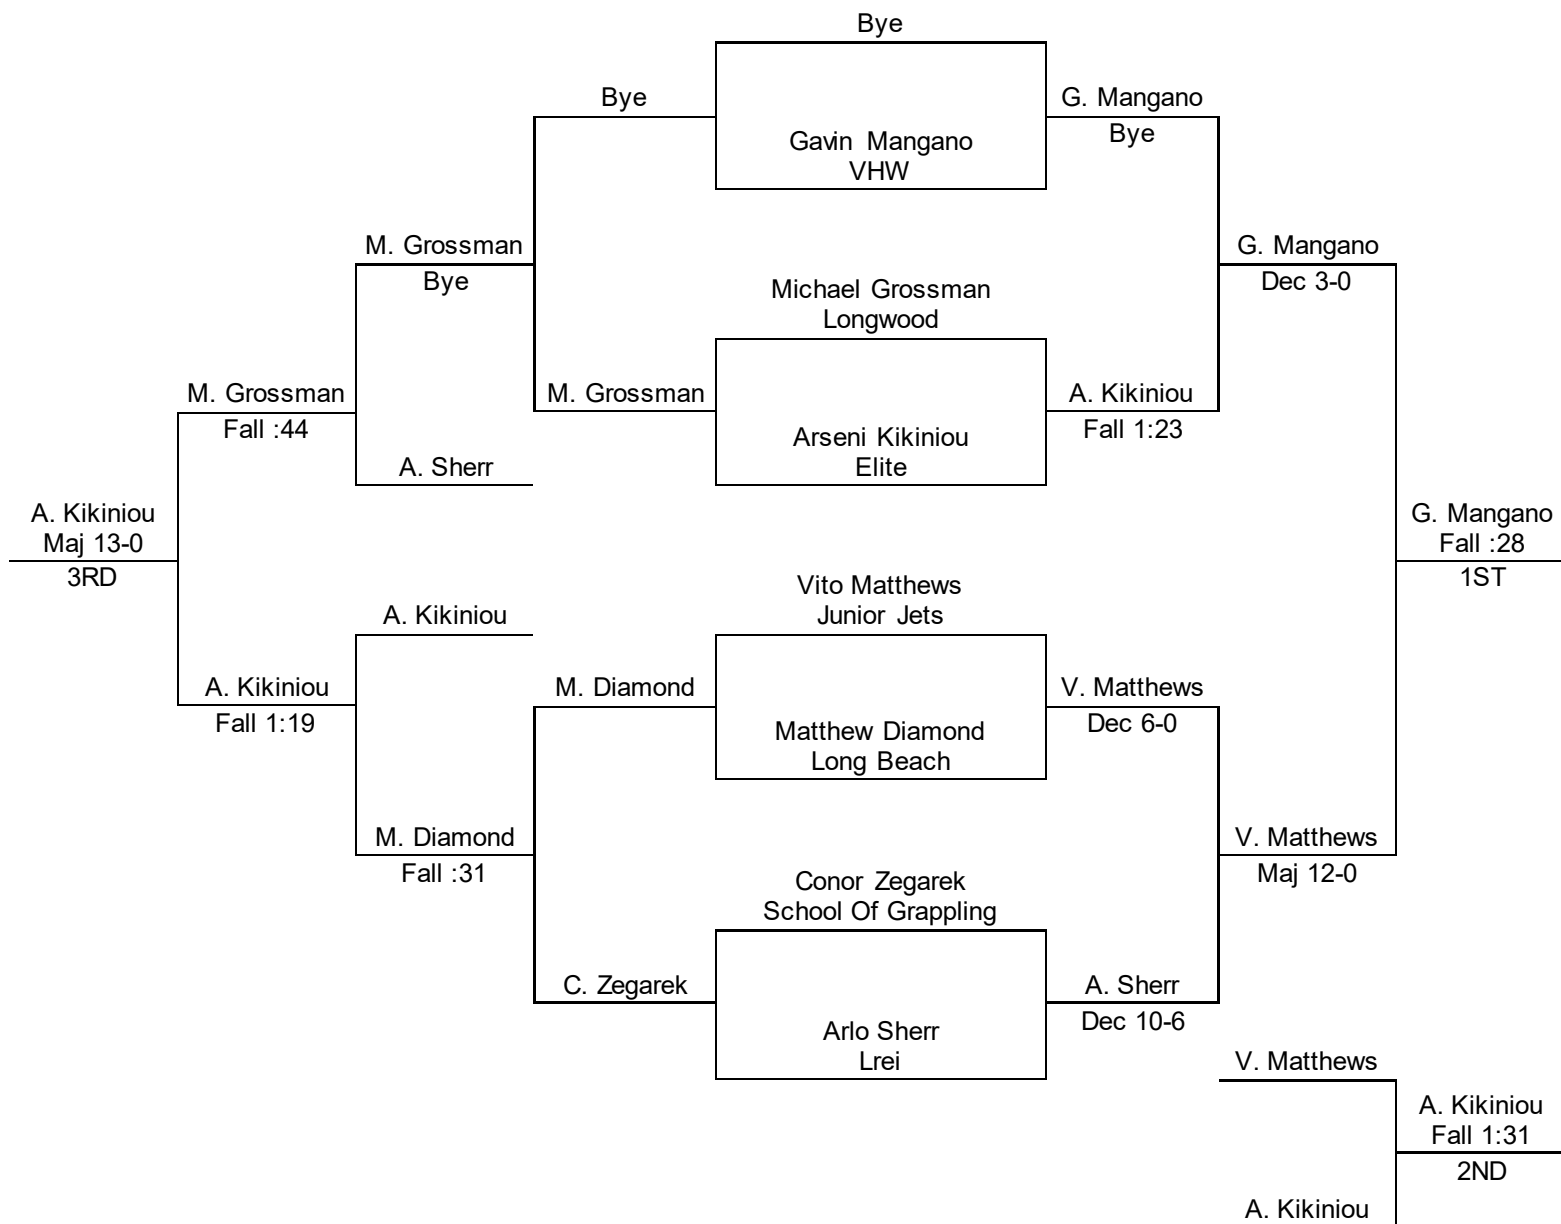 Bye
Bye
G. Mangano
Bye
Gavin Mangano
VHW
M. Grossman
Bye
G. Mangano
Dec 3-0
Michael Grossman
Longwood
M. Grossman
Fall :44
M. Grossman
A. Kikiniou
Fall 1:23
Arseni Kikiniou
Elite
A. Sherr
A. Kikiniou
Maj 13-0
3RD
G. Mangano
Fall :28
1ST
Vito Matthews
Junior Jets
A. Kikiniou
A. Kikiniou
Fall 1:19
M. Diamond
V. Matthews
Dec 6-0
Matthew Diamond
Long Beach
M. Diamond
Fall :31
V. Matthews
Maj 12-0
Conor Zegarek
School Of Grappling
C. Zegarek
A. Sherr
Dec 10-6
Arlo Sherr
Lrei
V. Matthews
A. Kikiniou
Fall 1:31
2ND
A. Kikiniou